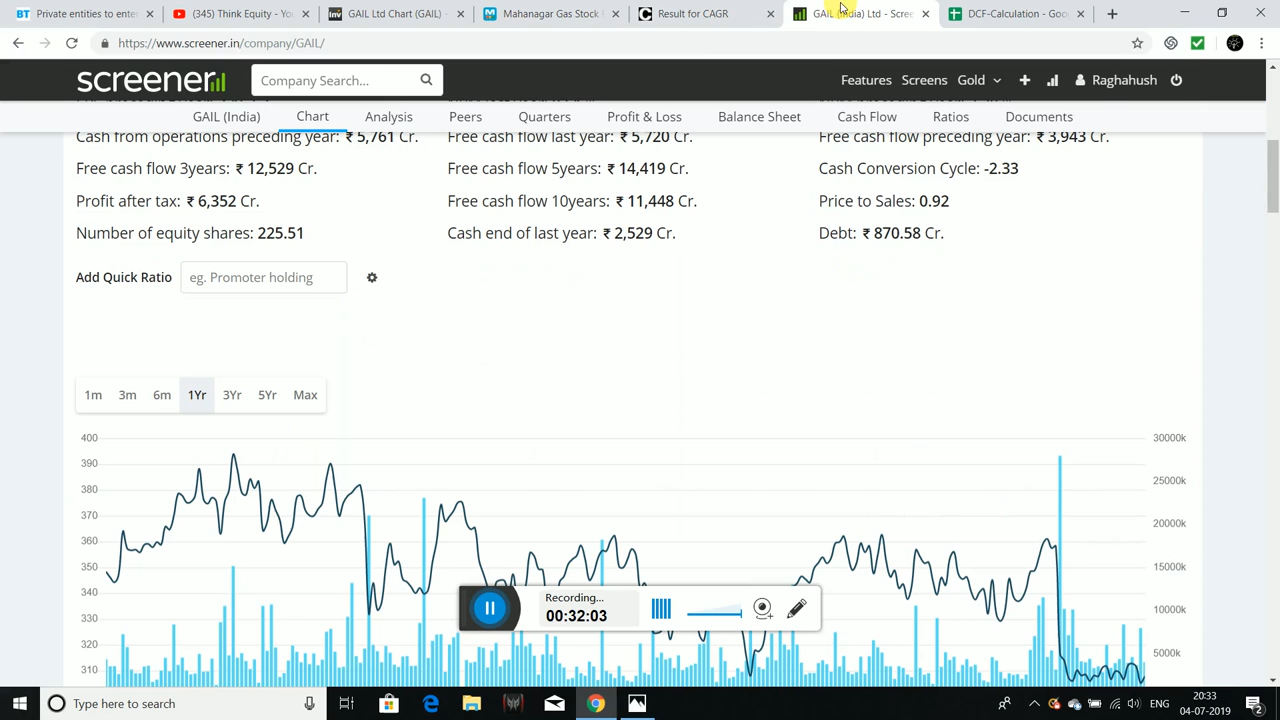 Private entities to enter
(345) Think Equity - You
GAIL Ltd Chart (GAIL) -
Mahanagar Gas Stock
Result for CAGR
GAIL (India) Ltd - Scree
DCF-Calculation - Goo
https://www.screener.in/company/GAIL/
screener
Company Search...
Features Screens Gold
Raghahush
GAIL (India) Chart Analysis Peers Quarters Profit & Loss Balance Sheet Cash Flow Ratios Documents
Cash from operations preceding year: ₹ 5,761 Cr.
Free cash flow last year: ₹ 5,720 Cr.
Free cash flow preceding year: ₹ 3,943 Cr.
Free cash flow 3years: ₹ 12,529 Cr.
Free cash flow 5years: ₹ 14,419 Cr.
Cash Conversion Cycle: -2.33
Profit after tax: ₹ 6,352 Cr.
Free cash flow 10years: ₹ 11,448 Cr.
Price to Sales: 0.92
Number of equity shares: 225.51
Cash end of last year: ₹ 2,529 Cr.
Debt: ₹ 870.58 Cr.
Add Quick Ratio
eg. Promoter holding
1m 3m 6m 1Yr 3Yr 5Yr Max
400
30000k
390
380
25000k
370
20000k
360
350
15000k
340
10000k
330
320
5000k
310
Recording...
00:32:03
Type here to search
ENG
20:33
04-07-2019
2